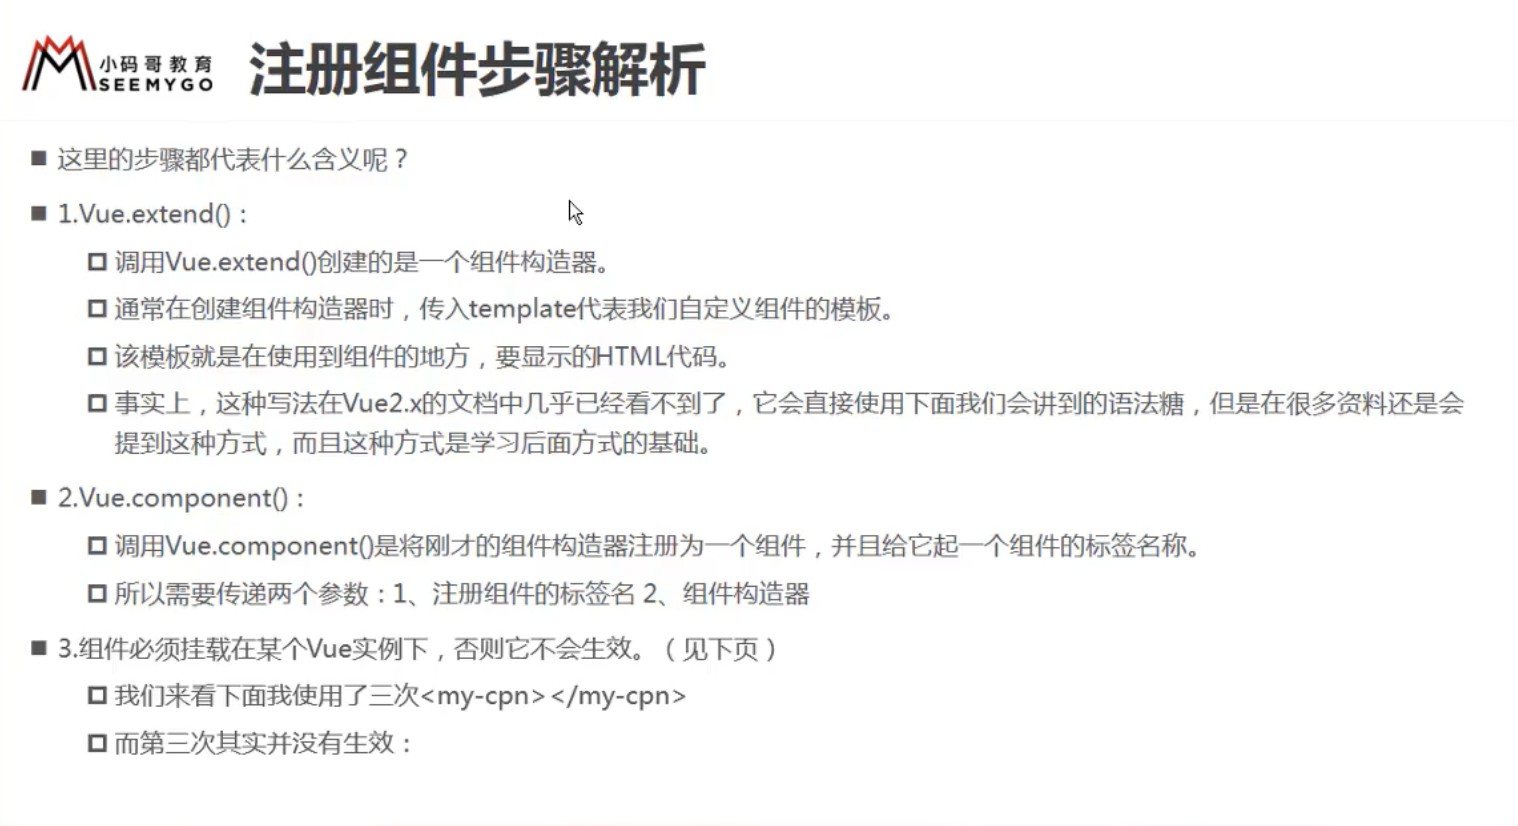 小码哥教育
SEEMYGO
注册组件步骤解析
这里的步骤都代表什么含义呢？
1.Vue.extend()：
调用Vue.extend()创建的是一个组件构造器。
通常在创建组件构造器时，传入template代表我们自定义组件的模板。
该模板就是在使用到组件的地方，要显示的HTML代码。
事实上，这种写法在Vue2.x的文档中几乎已经看不到了，它会直接使用下面我们会讲到的语法糖，但是在很多资料还是会
提到这种方式，而且这种方式是学习后面方式的基础。
2.Vue.component()：
调用Vue.component()是将刚才的组件构造器注册为一个组件，并且给它起一个组件的标签名称。
所以需要传递两个参数：1、注册组件的标签名 2、组件构造器
3.组件必须挂载在某个Vue实例下，否则它不会生效。（见下页）
我们来看下面我使用了三次<my-cpn></my-cpn>
而第三次其实并没有生效：